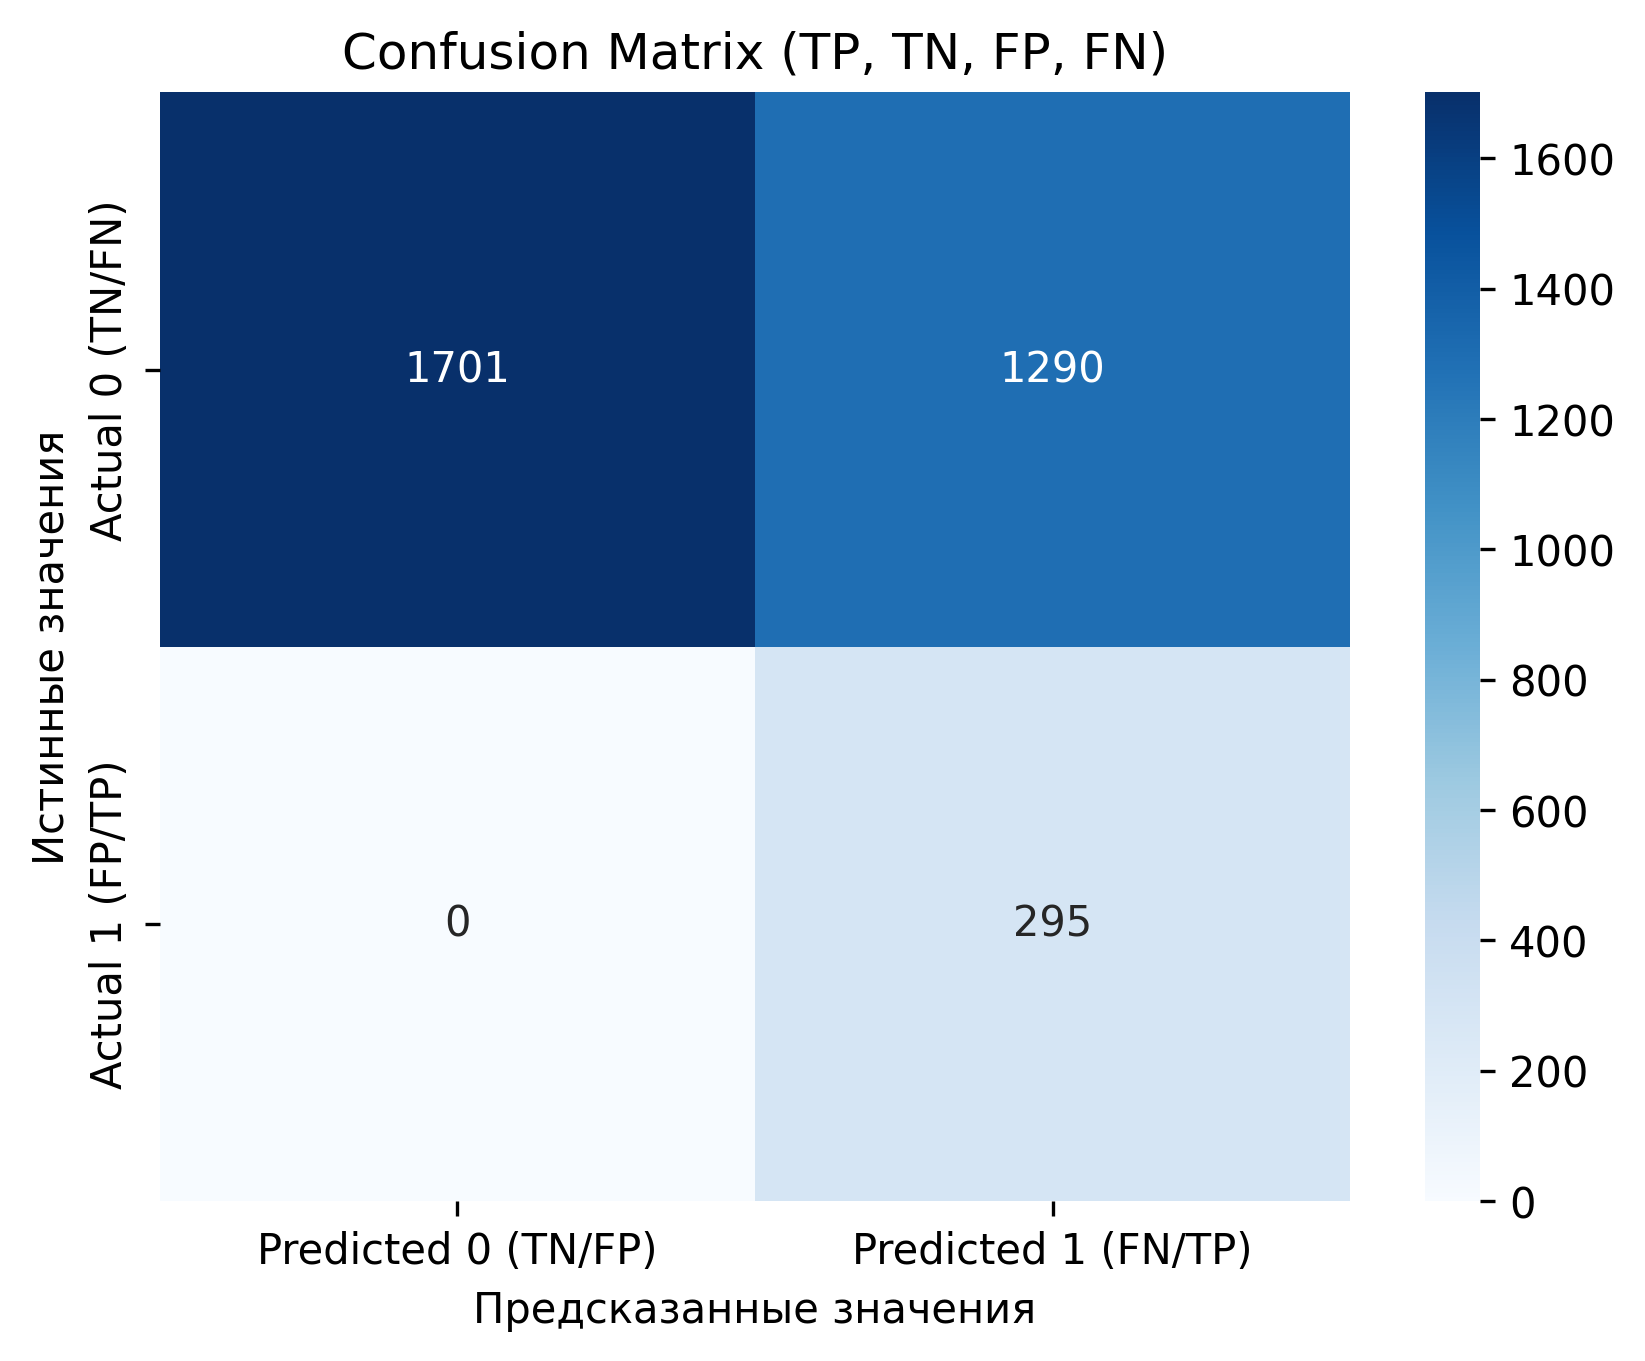 Confusion Matrix (TP, TN, FP, FN)
Истинные значения
Actual 0 (TN/FN)
Actual 1 (FP/TP)
1701
1290
0
295
Predicted 0 (TN/FP)
Predicted 1 (FN/TP)
Предсказанные значения
1600
1400
1200
1000
800
600
400
200
0